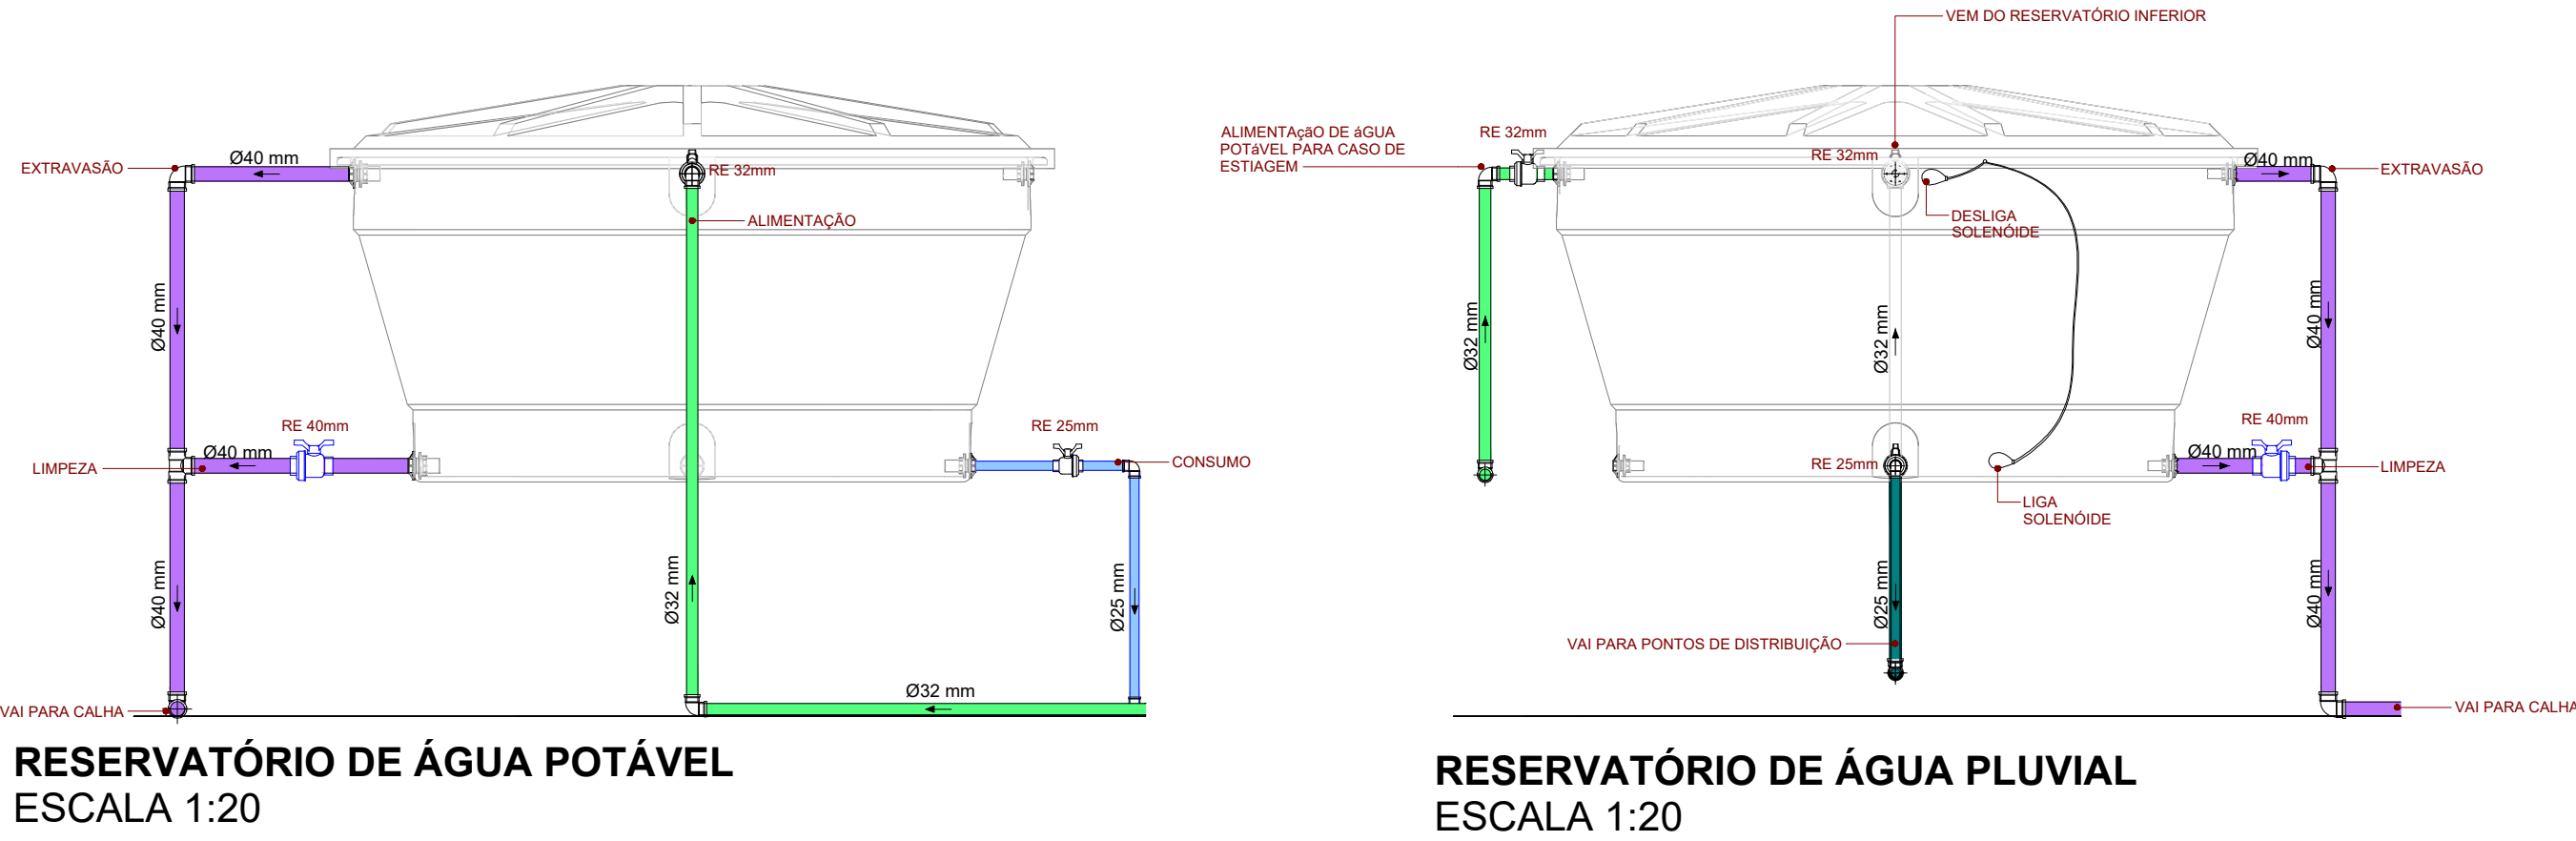 EXTRAVASÃO
Ø40 mm
RE 32mm
ALIMENTAÇÃO
Ø40 mm
RE 40mm
Ø40 mm
LIMPEZA
RE 25mm
CONSUMO
Ø40 mm
Ø32 mm
Ø25 mm
Ø32 mm
VAI PARA CALHA
RESERVATÓRIO DE ÁGUA POTÁVEL
ESCALA 1:20
VEM DO RESERVATÓRIO INFERIOR
ALIMENTAçãO DE áGUA
POTáVEL PARA CASO DE
ESTIAGEM
RE 32mm
RE 32mm
Ø40 mm
EXTRAVASÃO
DESLIGA
SOLENÓIDE
Ø32 mm
Ø32 mm
Ø40 mm
RE 40mm
Ø40 mm
LIMPEZA
RE 25mm
LIGA
SOLENÓIDE
Ø25 mm
Ø40 mm
VAI PARA PONTOS DE DISTRIBUIÇÃO
VAI PARA CALHA
RESERVATÓRIO DE ÁGUA PLUVIAL
ESCALA 1:20